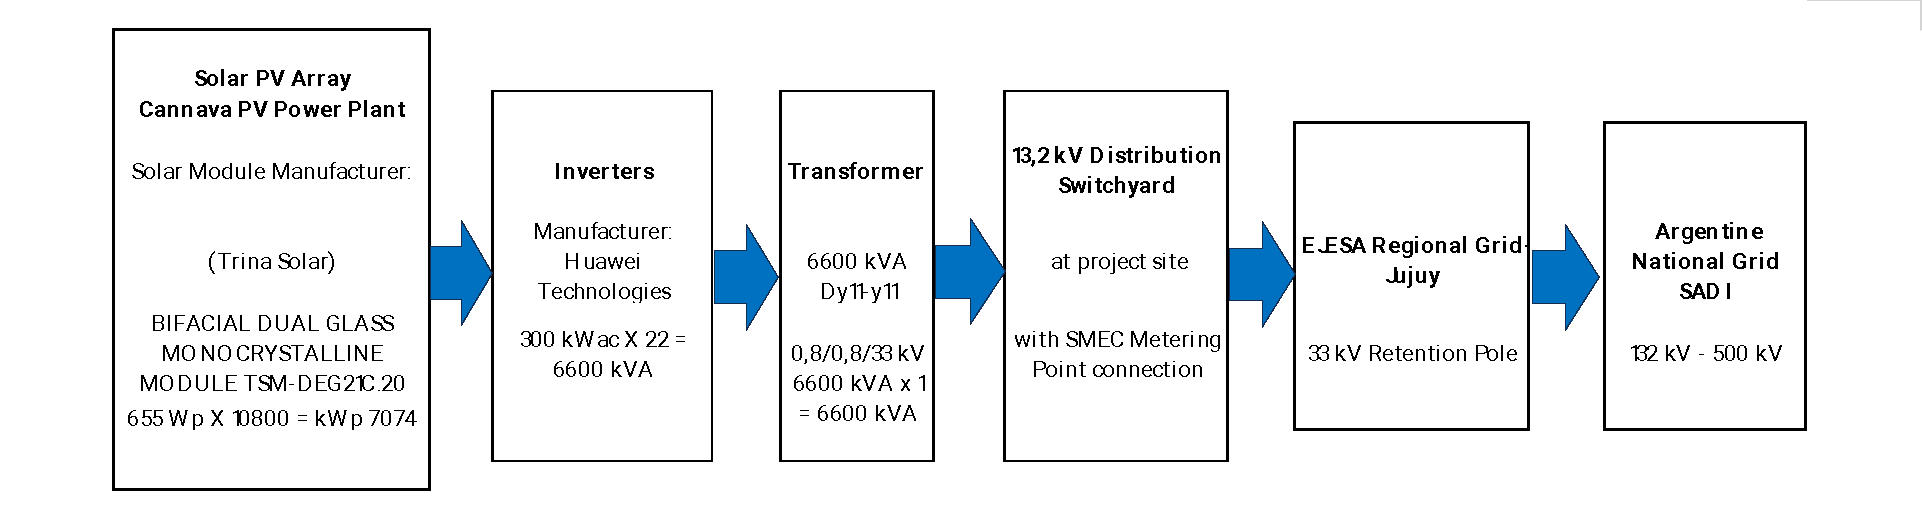 Solar PV Array
Cannava PV Power Plant
Solar Module Manufacturer:
(Trina Solar)
BIFACIAL DUAL GLASS
MONOCRYSTALLINE
MODULE TSM-DEG21C.20
655 Wp X 10800 = kWp 7074
Inverters
Manufacturer:
Huawei
Technologies
300 kWac X 22 =
6600 kVA
Transformer
6600 kVA
Dy11-y11
0,8/0,8/33 kV
6600 kVA x 1
= 6600 kVA
13,2 kV Distribution
Switchyard
at project site
with SMEC Metering
Point connection
EJESA Regional Grid-
Jujuy
33 kV Retention Pole
Argentine
National Grid
SADI
132 kV - 500 kV